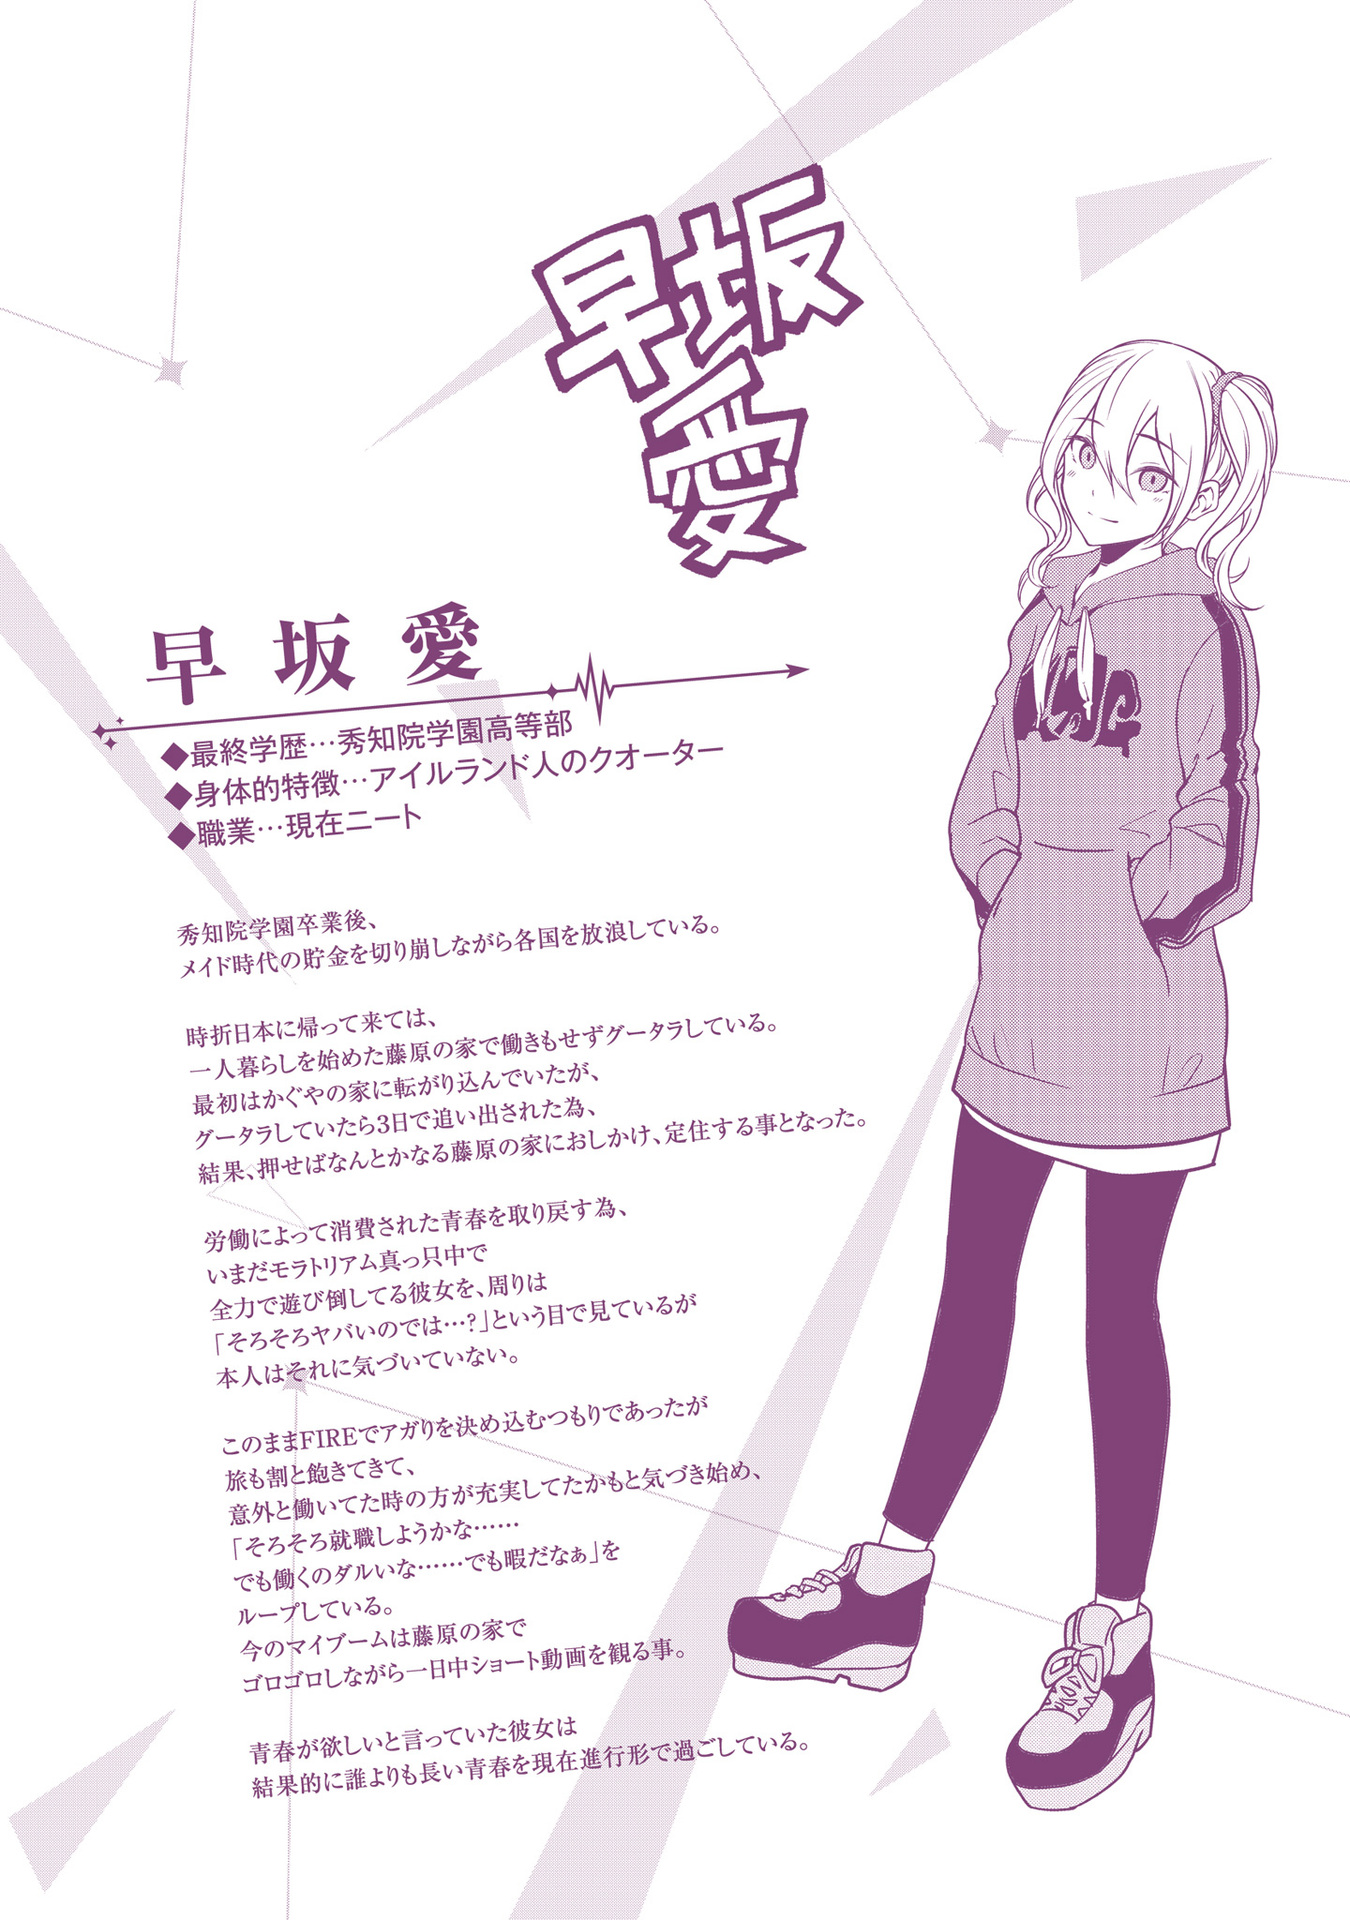 早坂
愛
早坂愛
◆最終学歴…秀知院学園高等部
◆身体的特徴…アイルランド人のクオーター
◆職業…現在ニート
秀知院学園卒業後、
メイド時代の貯金を切り崩しながら各国を放浪している。
時折日本に帰って来ては、
一人暮らしを始めた藤原の家で働きもせずグータラしている。
最初はかぐやの家に転がり込んでいたが、
グータラしていたら3日で追い出された為、
結果、押せばなんとかなる藤原の家におしかけ、定住する事となった。
労働によって消費された青春を取り戻す為、
いまだモラトリアム真っ只中で
全力で遊び倒してる彼女を、周りは
「そろそろヤバいのでは…?」という目で見ているが
本人はそれに気づいていない。
このままFIREでアガリを決め込むつもりであったが
旅も割と飽きてきて、
意外と働いてた時の方が充実してたかもと気づき始め、
「そろそろ就職しようかな……
でも働くのダルいな……でも暇だなぁ」を
ループしている。
今のマイブームは藤原の家で
ゴロゴロしながら一日中ショート動画を観る事。
青春が欲しいと言っていた彼女は
結果的に誰よりも長い青春を現在進行形で過ごしている。